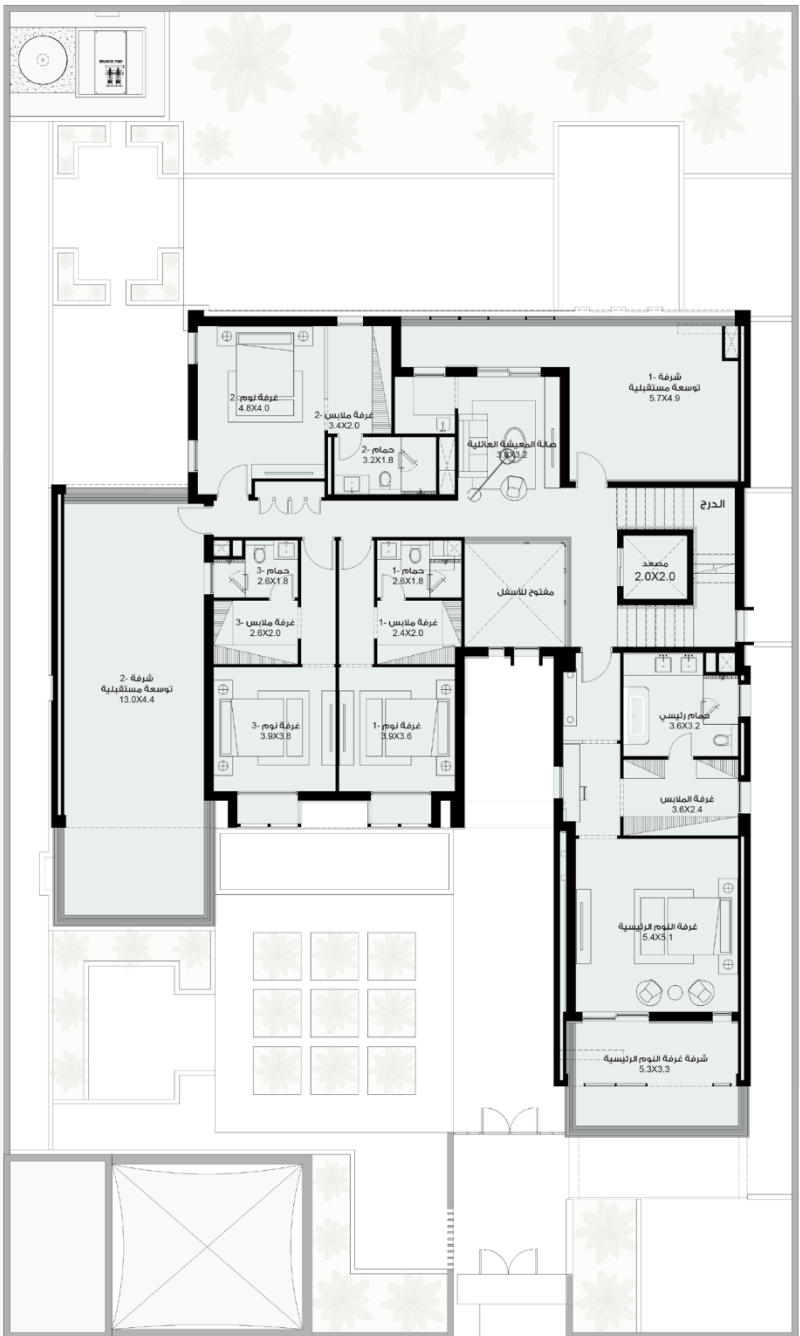 شرفة -1
توسعة مستقبلية
5.7X4.9
غرفة نوم -2
4.8X4.0
غرفة ملابس -2
3.4X2.0
صالة المعيشة العائلية
حمام -2
3.2X1.8
الدرج
مصعد
2.0X2.0
حمام -3
2.6X1.8
حمام -1
2.6X1.8
مفتوح للأسفل
غرفة ملابس -3
2.6X2.0
غرفة ملابس -1
2.4X2.0
شرفة -2
توسعة مستقبلية
13.0X4.4
غرفة نوم -3
3.9X3.8
غرفة نوم -1
3.9X3.6
حمام رئيسي
3.6X3.2
غرفة الملابس
3.6X2.4
غرفة النوم الرئيسية
5.4X5.1
شرفة غرفة النوم الرئيسية
5.3X3.3